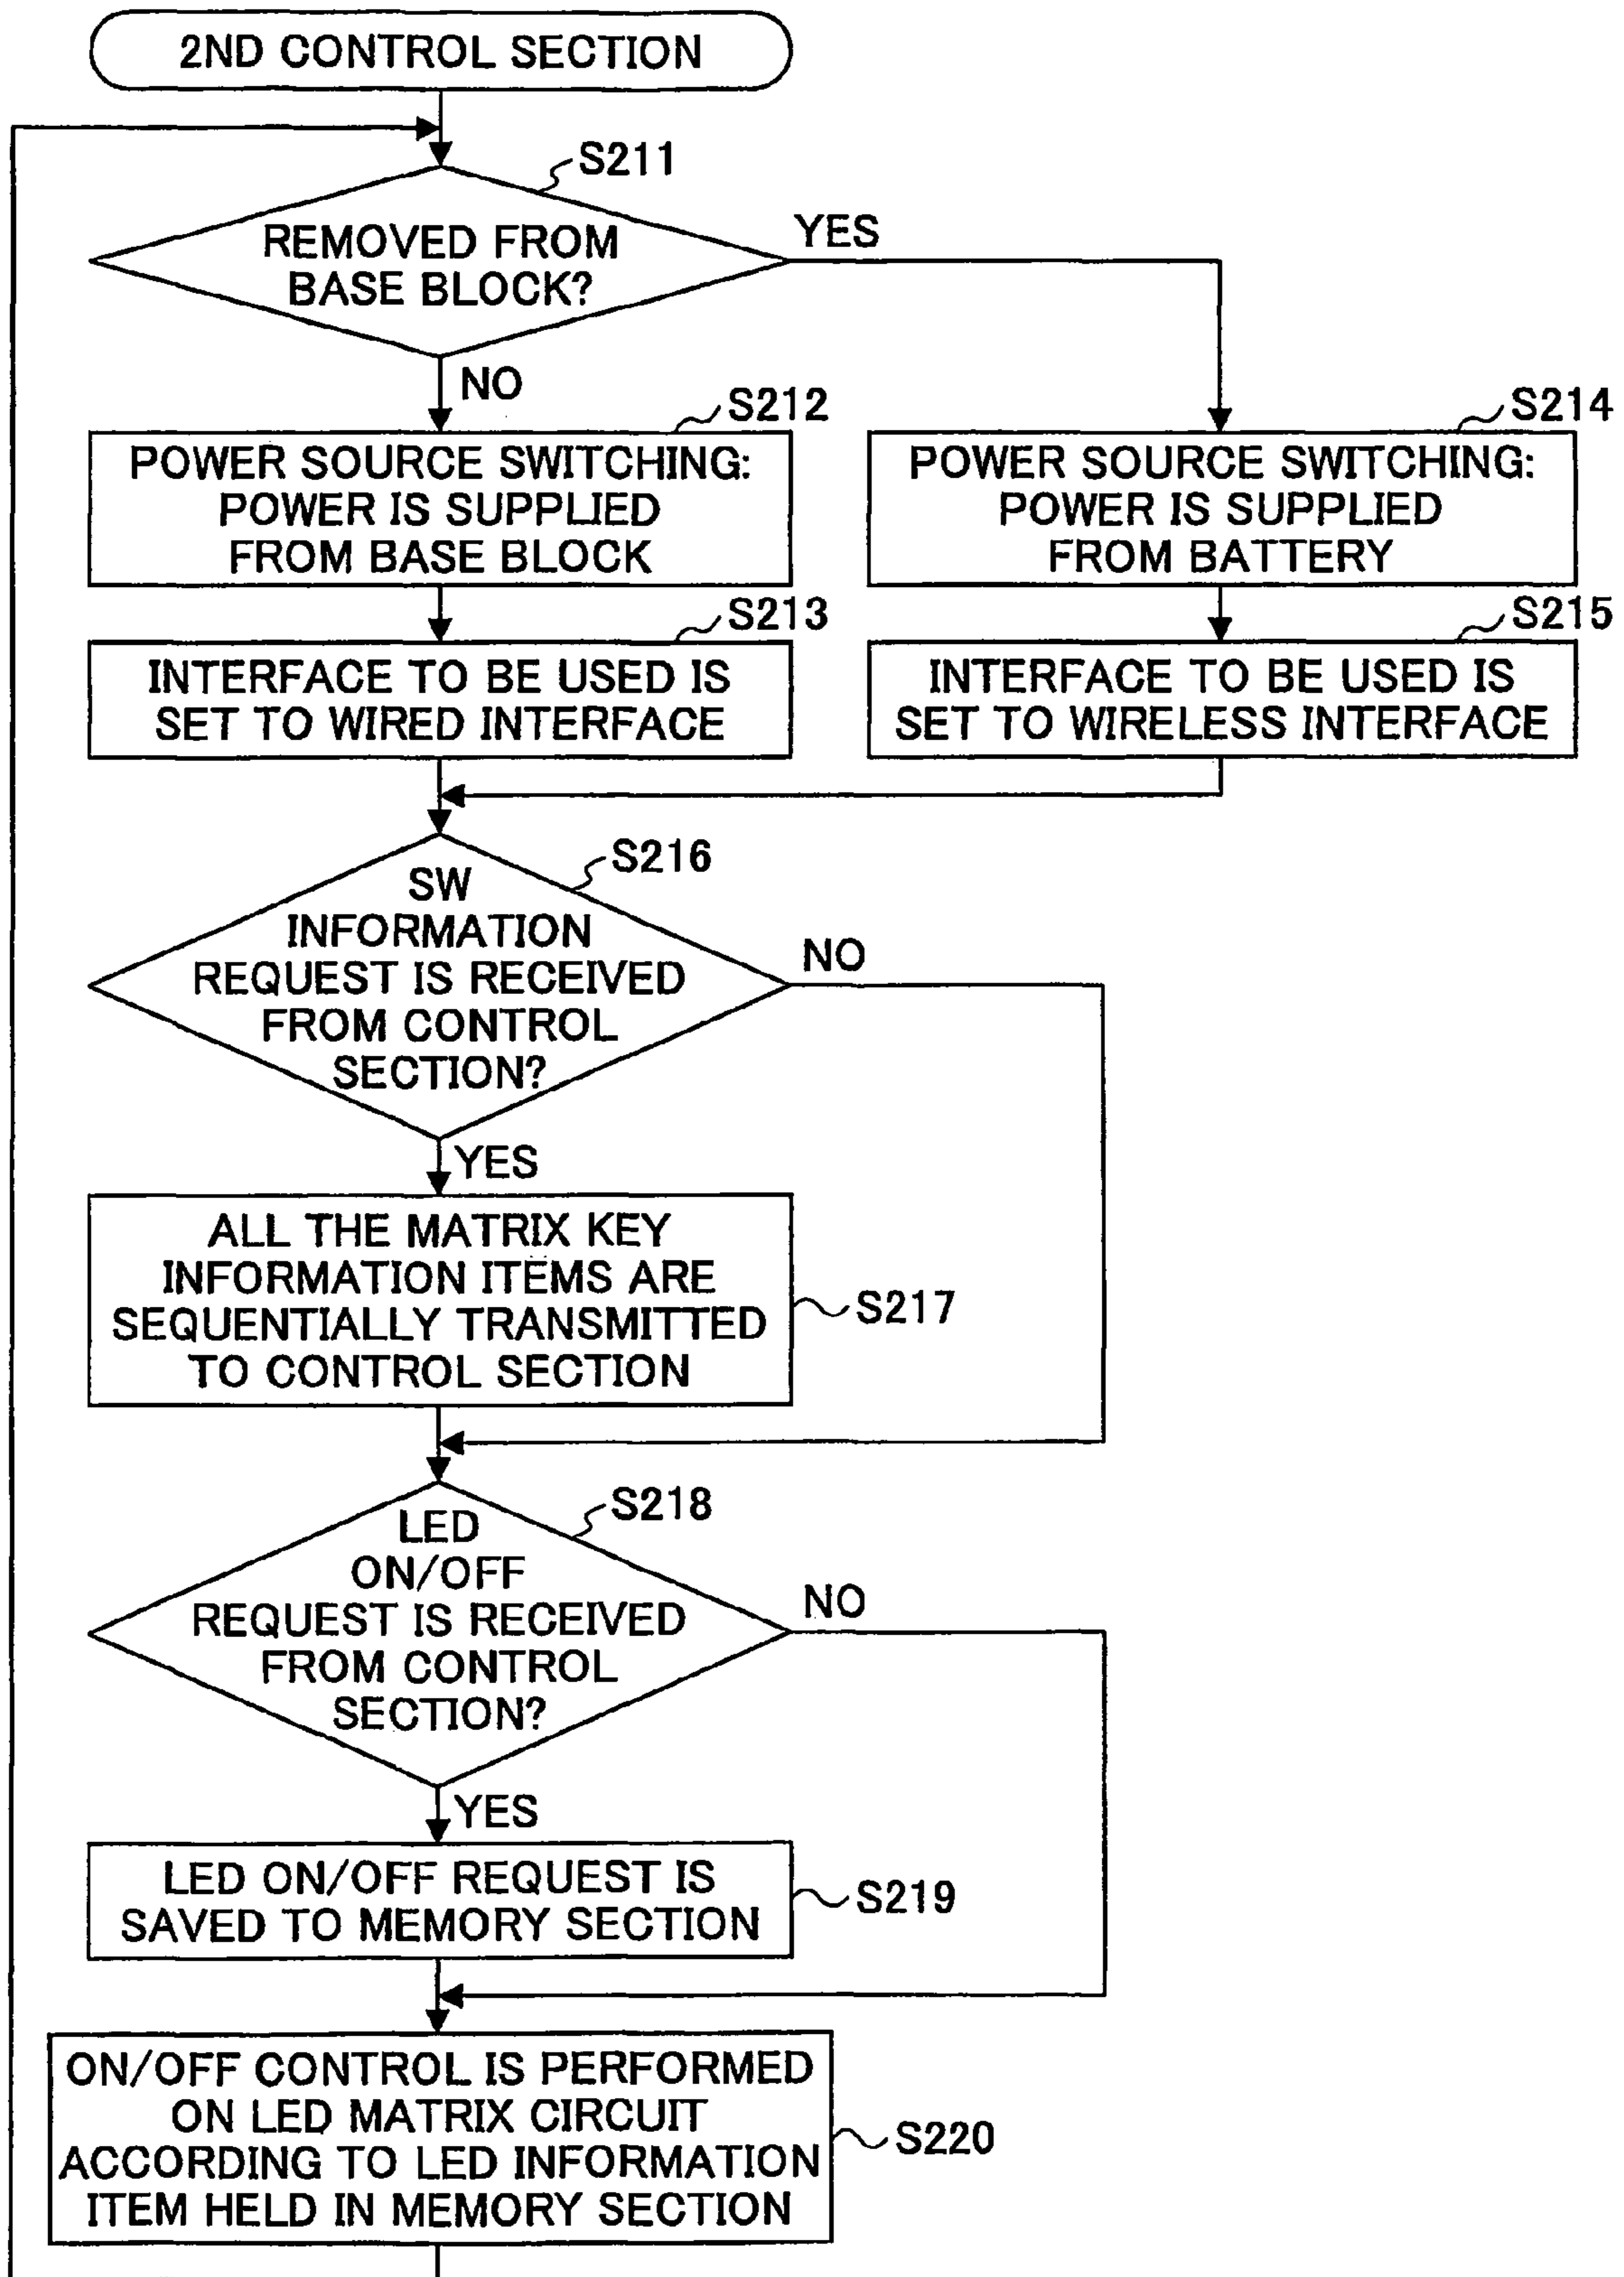 2ND CONTROL SECTION
S211
REMOVED FROM
BASE BLOCK?
YES
NO
S212
POWER SOURCE SWITCHING:
POWER IS SUPPLIED
FROM BASE BLOCK
S214
POWER SOURCE SWITCHING:
POWER IS SUPPLIED
FROM BATTERY
S213
INTERFACE TO BE USED IS
SET TO WIRED INTERFACE
S215
INTERFACE TO BE USED IS
SET TO WIRELESS INTERFACE
S216
SW
INFORMATION
REQUEST IS RECEIVED
FROM CONTROL
SECTION?
NO
YES
ALL THE MATRIX KEY
INFORMATION ITEMS ARE
SEQUENTIALLY TRANSMITTED
TO CONTROL SECTION
S217
S218
LED
ON/OFF
REQUEST IS RECEIVED
FROM CONTROL
SECTION?
NO
YES
LED ON/OFF REQUEST IS
SAVED TO MEMORY SECTION
S219
ON/OFF CONTROL IS PERFORMED
ON LED MATRIX CIRCUIT
ACCORDING TO LED INFORMATION
ITEM HELD IN MEMORY SECTION
S220